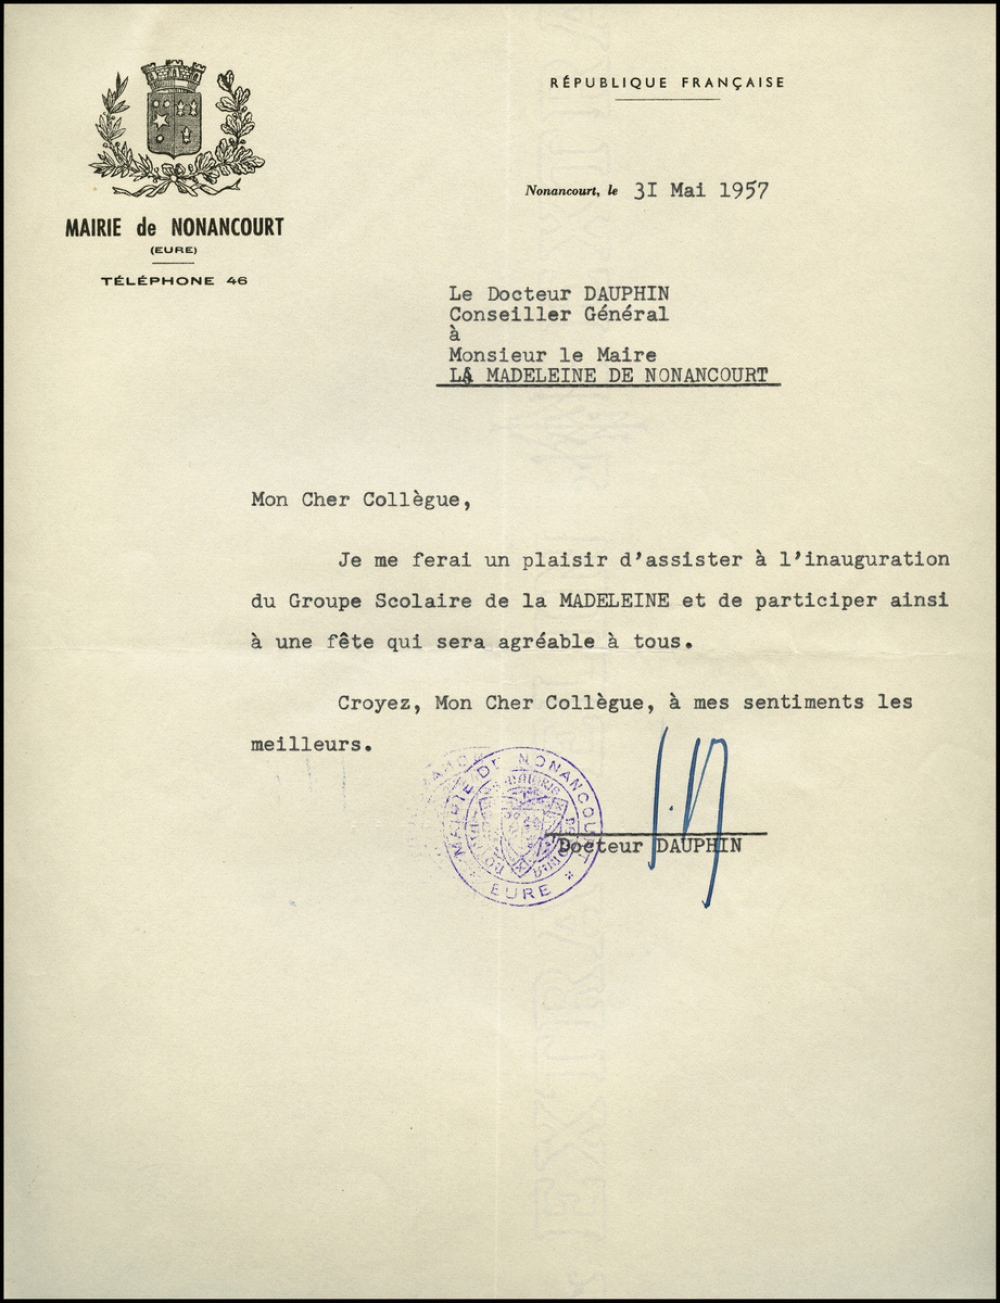 RÉPUBLIQUE FRANÇAISE
Nonancourt, le 3I Mai 1957
MAIRIE de NONANCOURT
(EURE)
TÉLÉPHONE 46
Le Docteur DAUPHIN
Conseiller Général
à
Monsieur le Maire
LA MADELEINE DE NONANCOURT
Mon Cher Collègue,
Je me ferai un plaisir d'assister à l'inauguration
du Groupe Scolaire de la MADELEINE et de participer ainsi
à une fête qui sera agréable à tous.
Croyez, Mon Cher Collègue, à mes sentiments les
meilleurs.
MAIRIE DE NONANCOURT
* EURE *
Docteur DAUPHIN
EXTRA